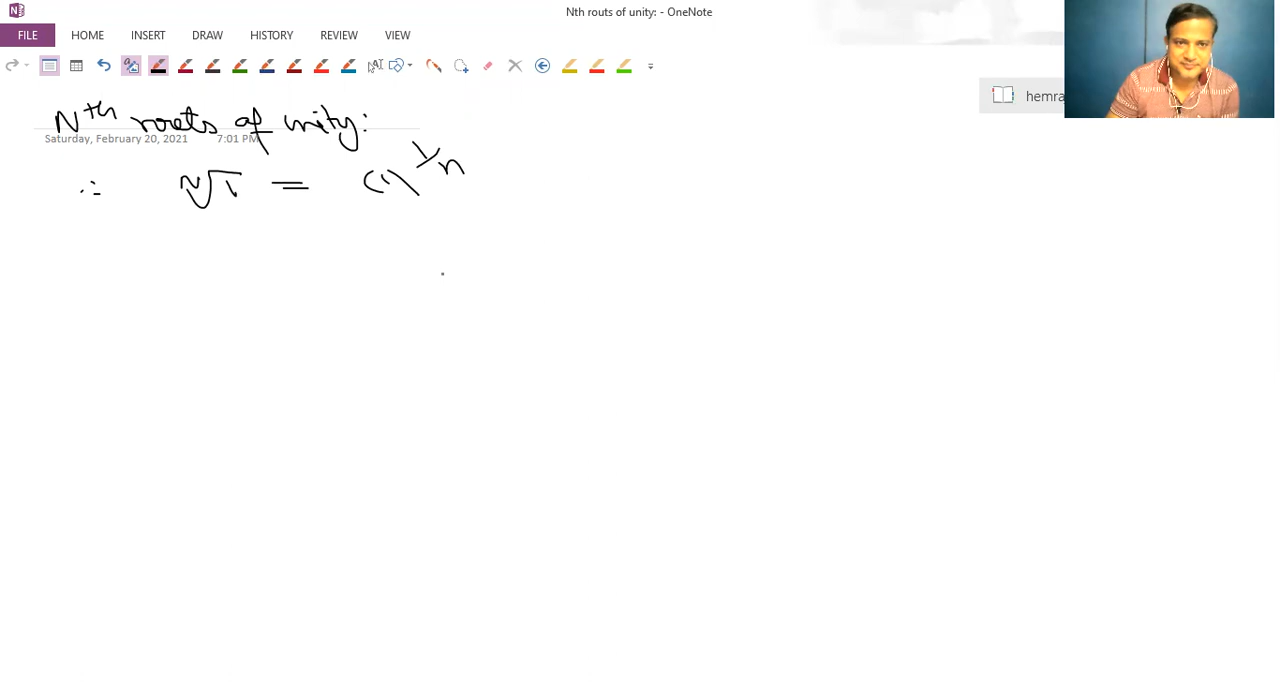 Nth routs of unity: - OneNote
FILE HOME INSERT DRAW HISTORY REVIEW VIEW
hemra
Nth roots of unity:
Saturday, February 20, 2021 7:01 PM
∴ ⁿ√1 = (1)^1/n